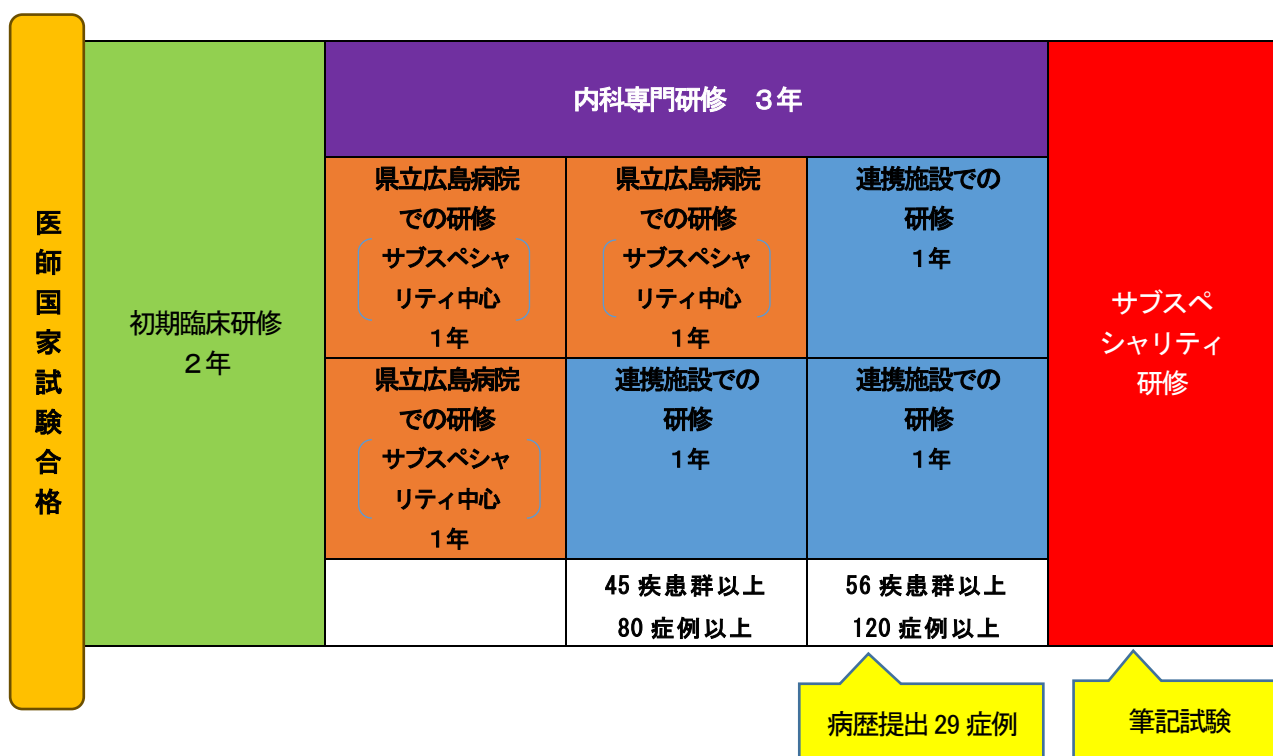 医師国家試験合格
初期臨床研修
２年
内科専門研修　３年
県立広島病院
での研修
サブスペシャ
リティ中心
１年
県立広島病院
での研修
サブスペシャ
リティ中心
１年
連携施設での
研修
１年
県立広島病院
での研修
サブスペシャ
リティ中心
１年
連携施設での
研修
１年
連携施設での
研修
１年
45 疾患群以上
80 症例以上
56 疾患群以上
120 症例以上
サブスペ
シャリティ
研修
病歴提出 29 症例
筆記試験